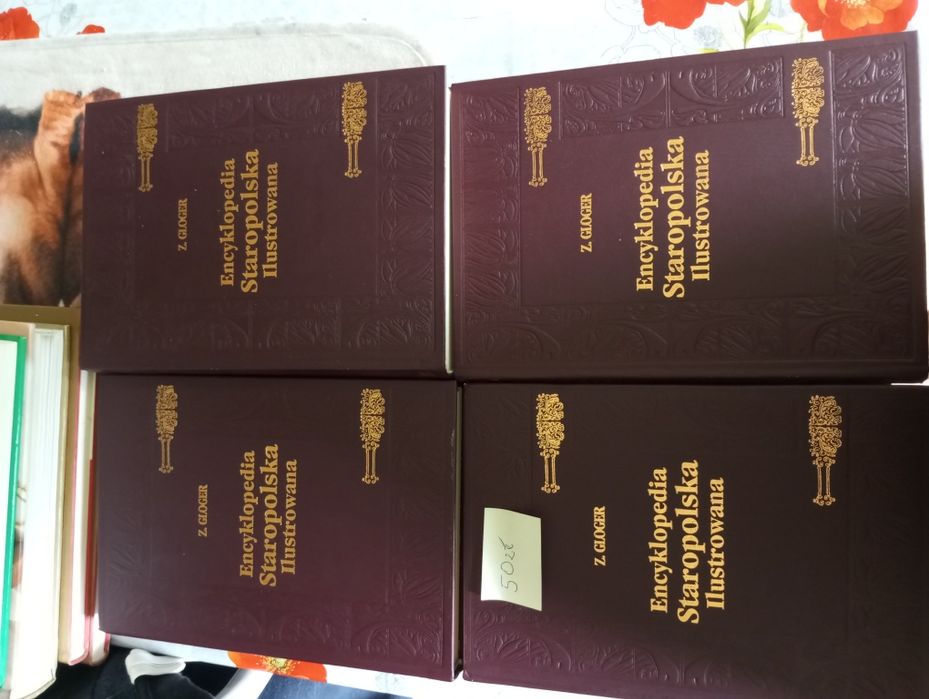 Z. GLOGER
Encyklopedia
Staropolska
Ilustrowana
Z. GLOGER
Encyklopedia
Staropolska
Ilustrowana
Z. GLOGER
Encyklopedia
Staropolska
Ilustrowana
Z. GLOGER
Encyklopedia
Staropolska
Ilustrowana
50zł